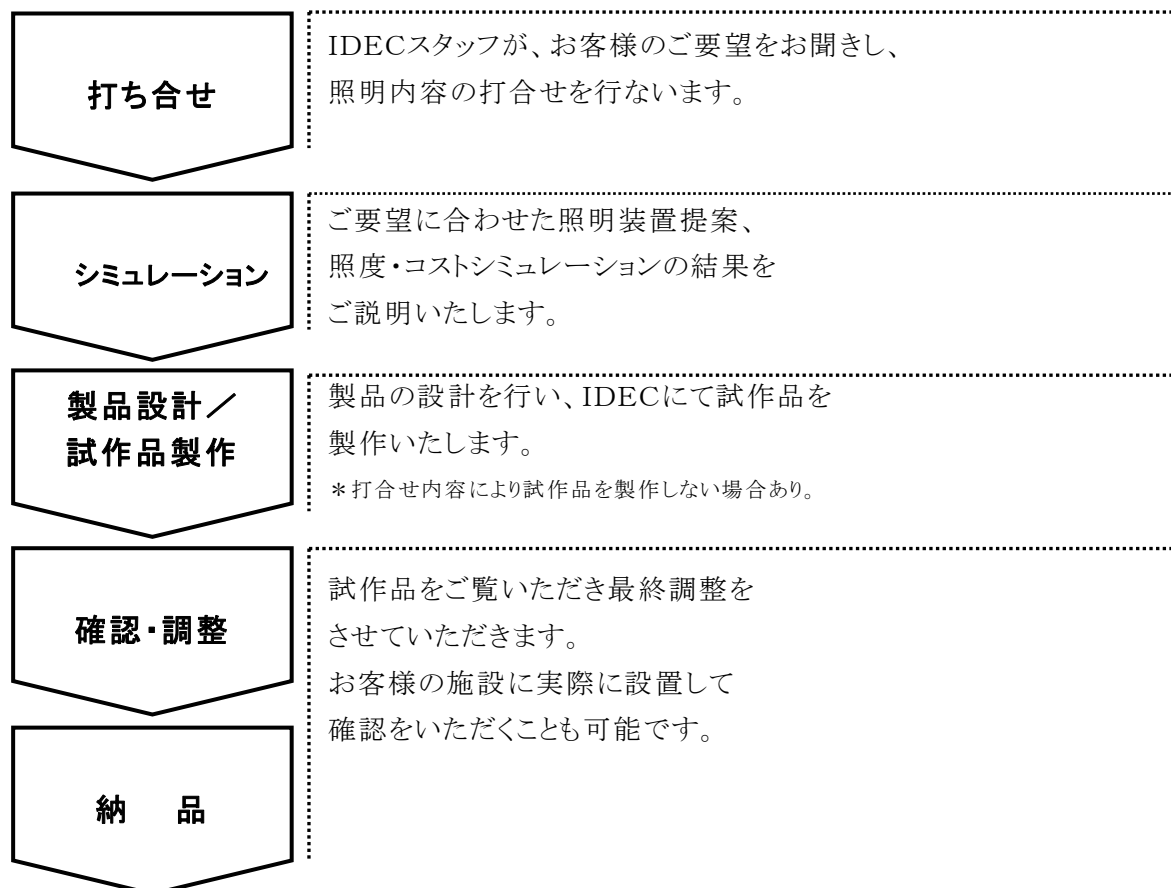 打ち合せ
IDECスタッフが、お客様のご要望をお聞きし、
照明内容の打合せを行ないます。
シミュレーション
ご要望に合わせた照明装置提案、
照度・コストシミュレーションの結果を
ご説明いたします。
製品設計／
試作品製作
製品の設計を行い、IDECにて試作品を
製作いたします。
＊打合せ内容により試作品を製作しない場合あり。
確認・調整
試作品をご覧いただき最終調整を
させていただきます。
お客様の施設に実際に設置して
確認をいただくことも可能です。
納　品